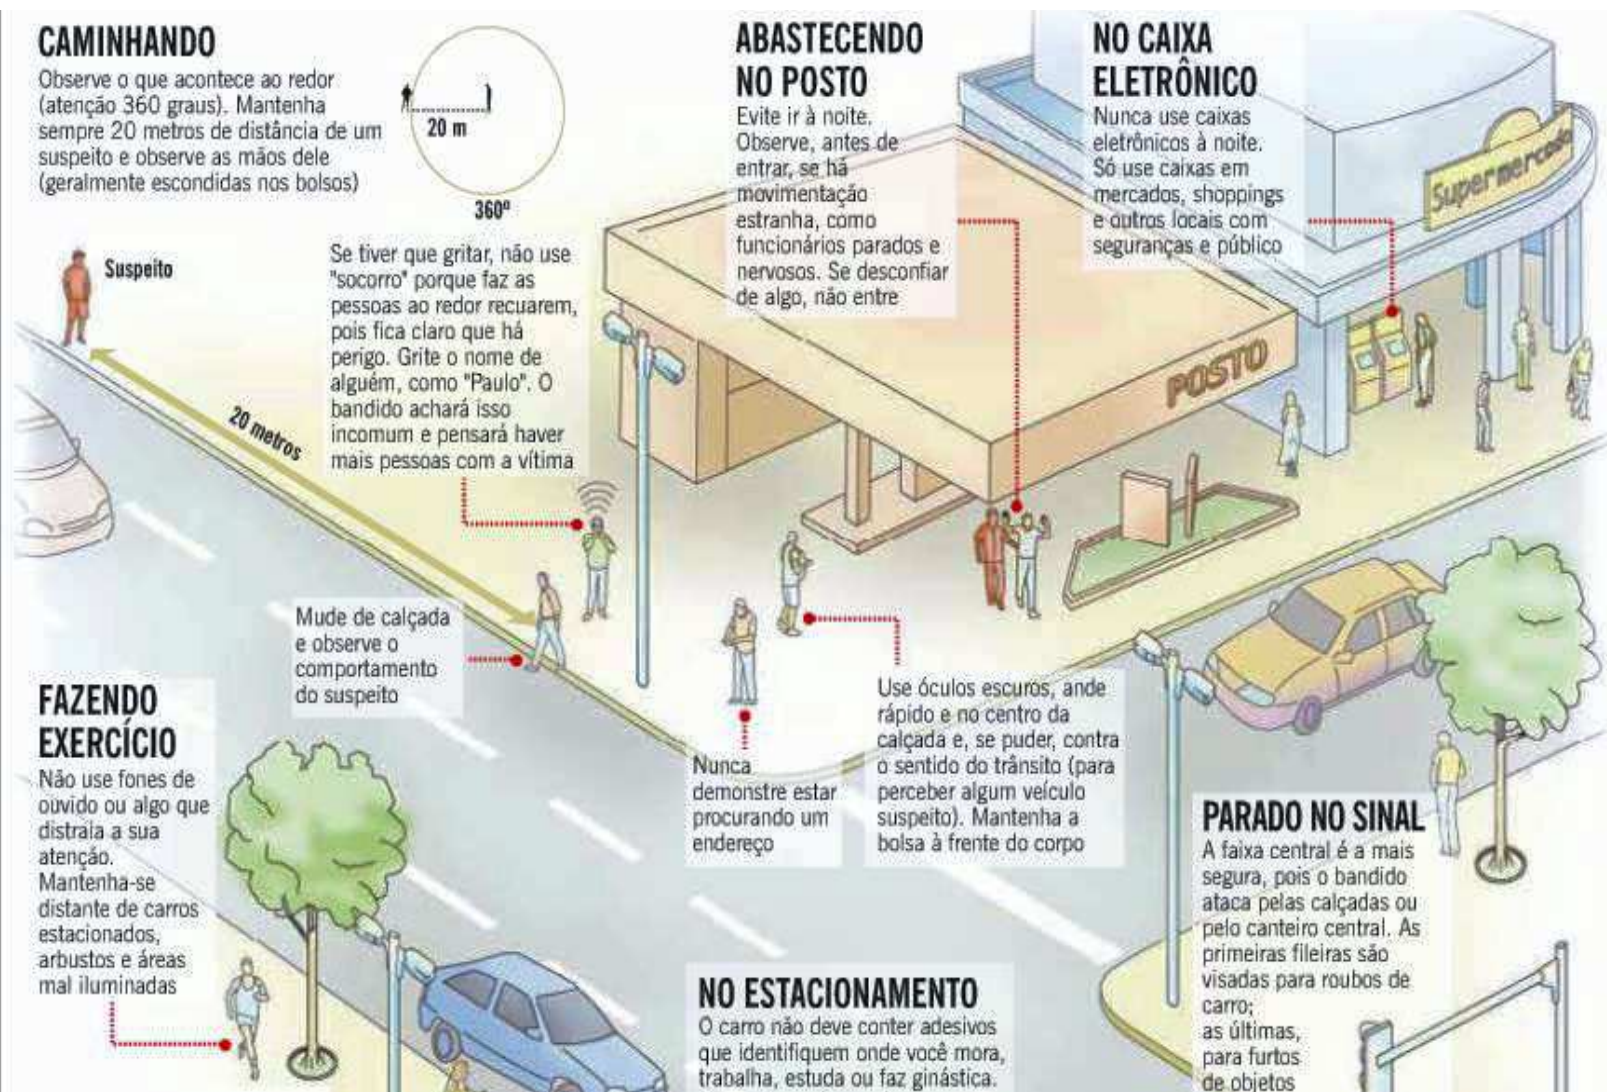 CAMINHANDO
Observe o que acontece ao redor
(atenção 360 graus). Mantenha
sempre 20 metros de distância de um
suspeito e observe as mãos dele
(geralmente escondidas nos bolsos)
20 m
360º
Suspeito
20 metros
Se tiver que gritar, não use
"socorro" porque faz as
pessoas ao redor recuarem,
pois fica claro que há
perigo. Grite o nome de
alguém, como "Paulo". O
bandido achará isso
incomum e pensará haver
mais pessoas com a vítima
Mude de calçada
e observe o
comportamento
do suspeito
ABASTECENDO
NO POSTO
Evite ir à noite.
Observe, antes de
entrar, se há
movimentação
estranha, como
funcionários parados e
nervosos. Se desconfiar
de algo, não entre
NO CAIXA
ELETRÔNICO
Nunca use caixas
eletrônicos à noite.
Só use caixas em
mercados, shoppings
e outros locais com
seguranças e público
Supermercado
POSTO
Nunca
demonstre estar
procurando um
endereço
Use óculos escuros, ande
rápido e no centro da
calçada e, se puder, contra
o sentido do trânsito (para
perceber algum veículo
suspeito). Mantenha a
bolsa à frente do corpo
FAZENDO
EXERCÍCIO
Não use fones de
ouvido ou algo que
distraia a sua
atenção.
Mantenha-se
distante de carros
estacionados,
arbustos e áreas
mal iluminadas
NO ESTACIONAMENTO
O carro não deve conter adesivos
que identifiquem onde você mora,
trabalha, estuda ou faz ginástica.
PARADO NO SINAL
A faixa central é a mais
segura, pois o bandido
ataca pelas calçadas ou
pelo canteiro central. As
primeiras fileiras são
visadas para roubos de
carro;
as últimas,
para furtos
de objetos